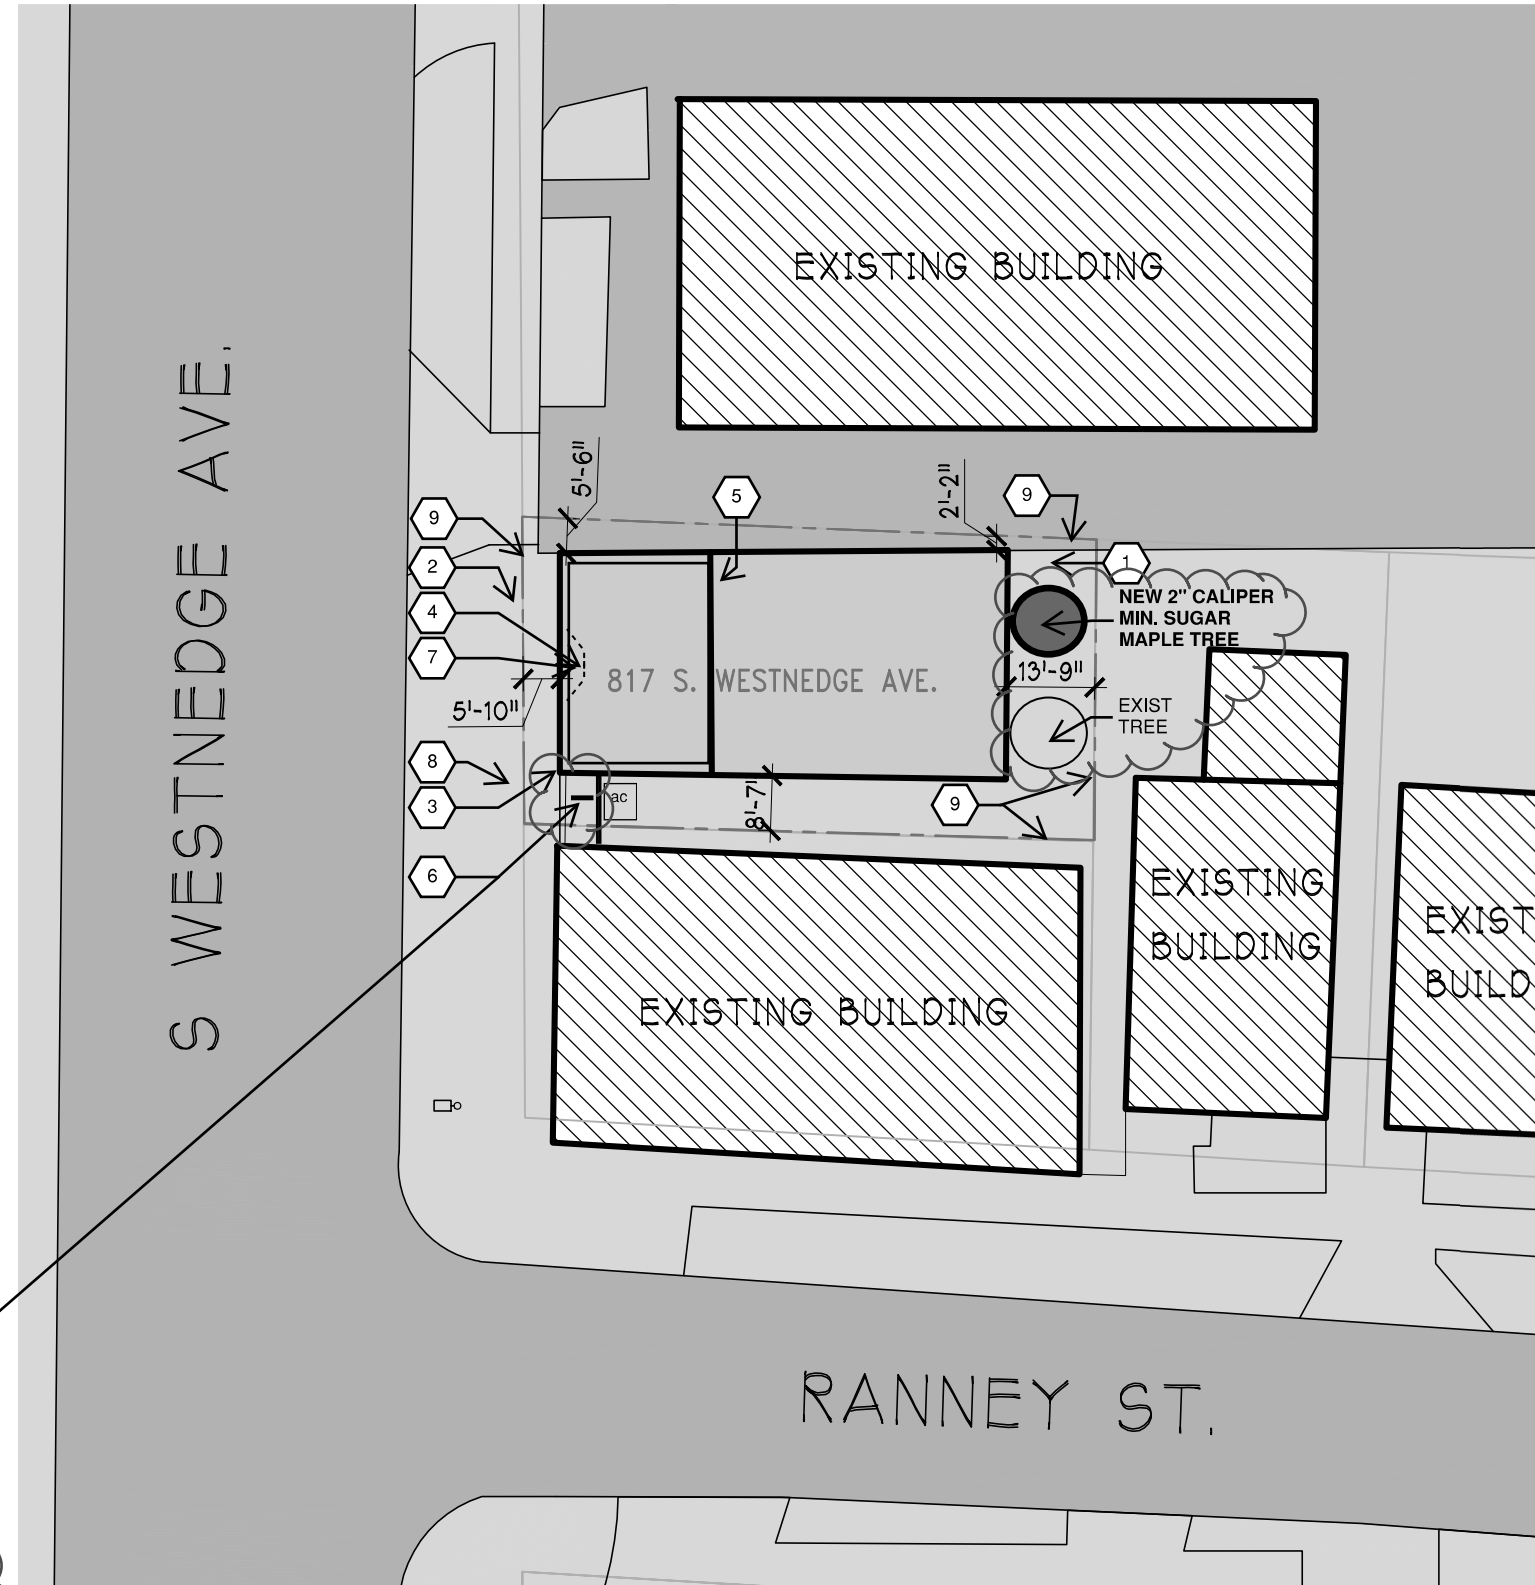 EXISTING BUILDING
S WESTNEDGE AVE.
5'-6"
5
2'-2"
9
9
2
1
4
NEW 2" CALIPER
MIN. SUGAR
MAPLE TREE
7
817 S. WESTNEDGE AVE.
13'-9"
5'-10"
EXIST
TREE
8
3
ac
8'-7"
9
6
EXISTING
BUILDING
EXIST
BUILD
EXISTING BUILDING
RANNEY ST.